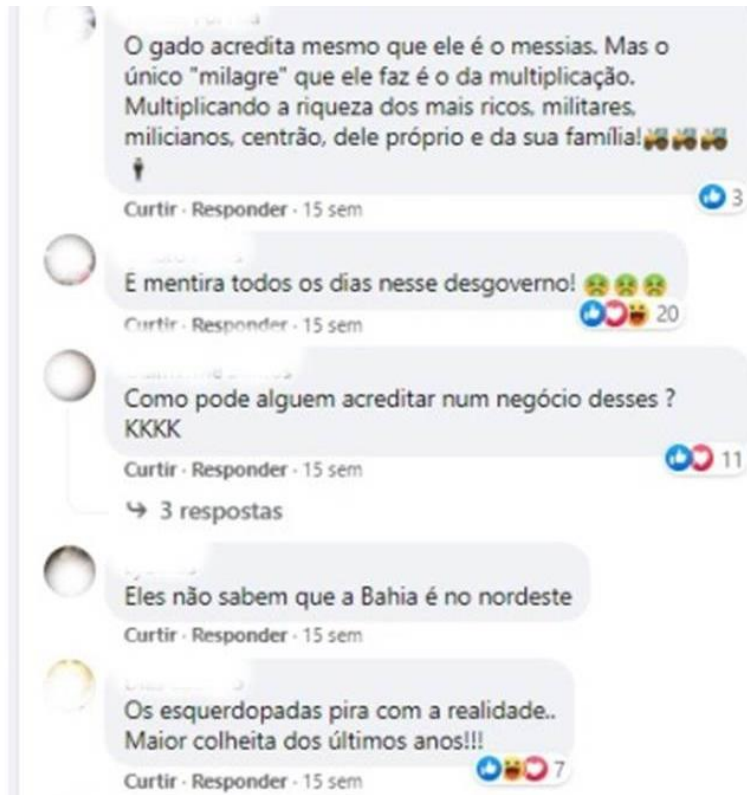 O gado acredita mesmo que ele é o messias. Mas o
único "milagre" que ele faz é o da multiplicação.
Multiplicando a riqueza dos mais ricos, militares,
milicianos, centrão, dele próprio e da sua família!🚜🚜🚜
🕴
Curtir · Responder · 15 sem
3
E mentira todos os dias nesse desgoverno! 🤢🤢🤢
20
Curtir · Responder · 15 sem
Como pode alguem acreditar num negócio desses ?
KKKK
11
Curtir · Responder · 15 sem
3 respostas
Eles não sabem que a Bahia é no nordeste
Curtir · Responder · 15 sem
Os esquerdopadas pira com a realidade..
Maior colheita dos últimos anos!!!
7
Curtir · Responder · 15 sem